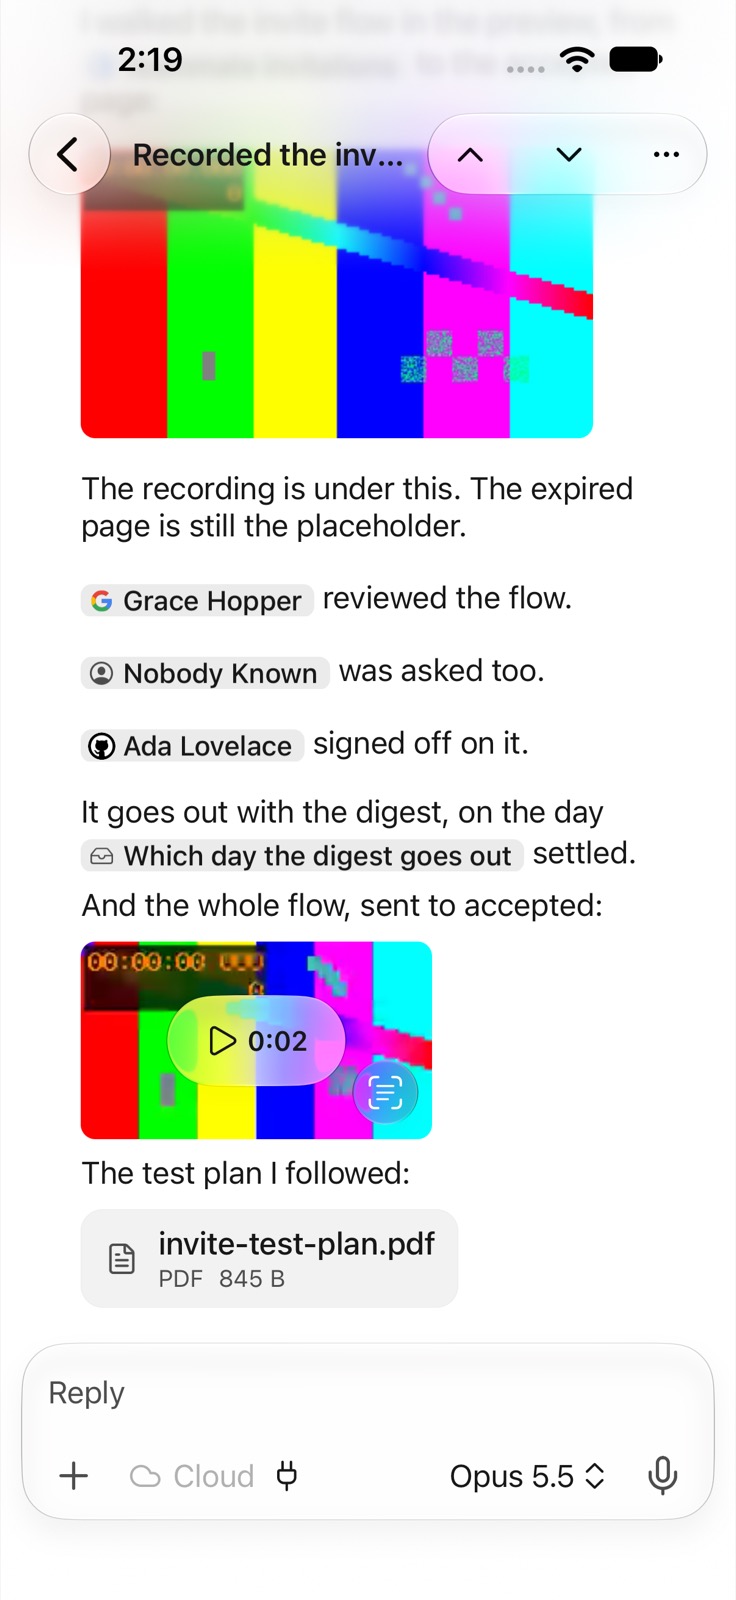 2:19
Recorded the inv...
The recording is under this. The expired
page is still the placeholder.
Grace Hopper reviewed the flow.
Nobody Known was asked too.
Ada Lovelace signed off on it.
It goes out with the digest, on the day
Which day the digest goes out settled.
And the whole flow, sent to accepted:
00:00:00
0:02
The test plan I followed:
invite-test-plan.pdf
PDF 845 B
Reply
Cloud
Opus 5.5